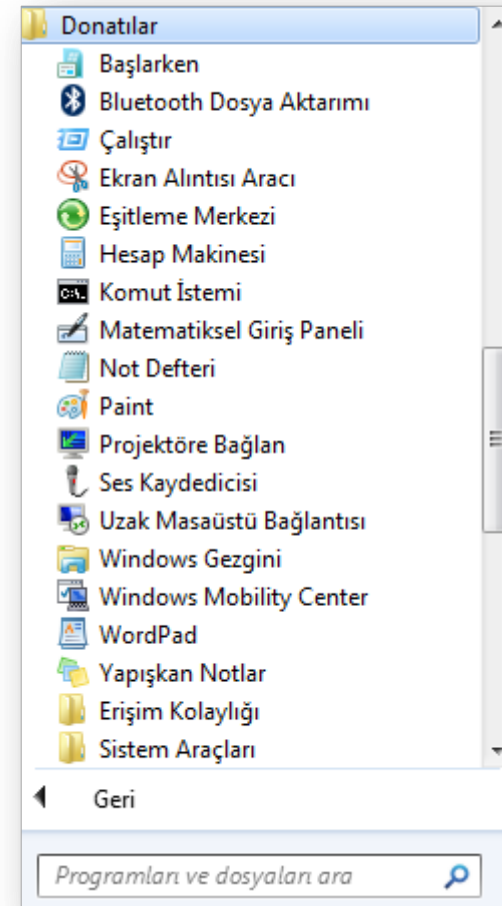 Donatılar
Başlarken
Bluetooth Dosya Aktarımı
Çalıştır
Ekran Alıntısı Aracı
Eşitleme Merkezi
Hesap Makinesi
Komut İstemi
Matematiksel Giriş Paneli
Not Defteri
Paint
Projektöre Bağlan
Ses Kaydedicisi
Uzak Masaüstü Bağlantısı
Windows Gezgini
Windows Mobility Center
WordPad
Yapışkan Notlar
Erişim Kolaylığı
Sistem Araçları
Geri
Programları ve dosyaları ara